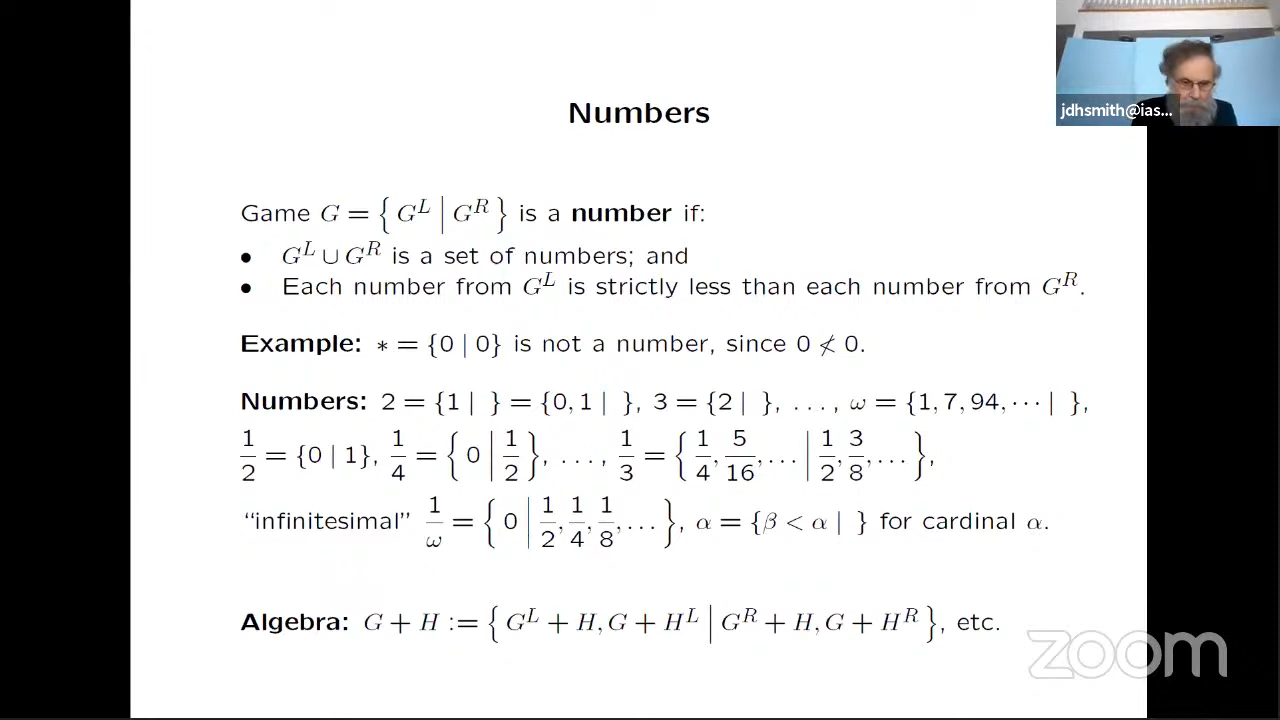 jdhsmith@ias...
Numbers
Game G = { G^L | G^R } is a number if:
• G^L ∪ G^R is a set of numbers; and
• Each number from G^L is strictly less than each number from G^R.
Example: ∗ = {0 | 0} is not a number, since 0 ≮ 0.
Numbers: 2 = {1 | } = {0, 1 | }, 3 = {2 | }, ..., ω = {1, 7, 94, ··· | },
1/2 = {0 | 1}, 1/4 = { 0 | 1/2 }, ..., 1/3 = { 1/4, 5/16, ... | 1/2, 3/8, ... },
“infinitesimal” 1/ω = { 0 | 1/2, 1/4, 1/8, ... }, α = {β < α | } for cardinal α.
Algebra: G + H := { G^L + H, G + H^L | G^R + H, G + H^R }, etc.
zoom